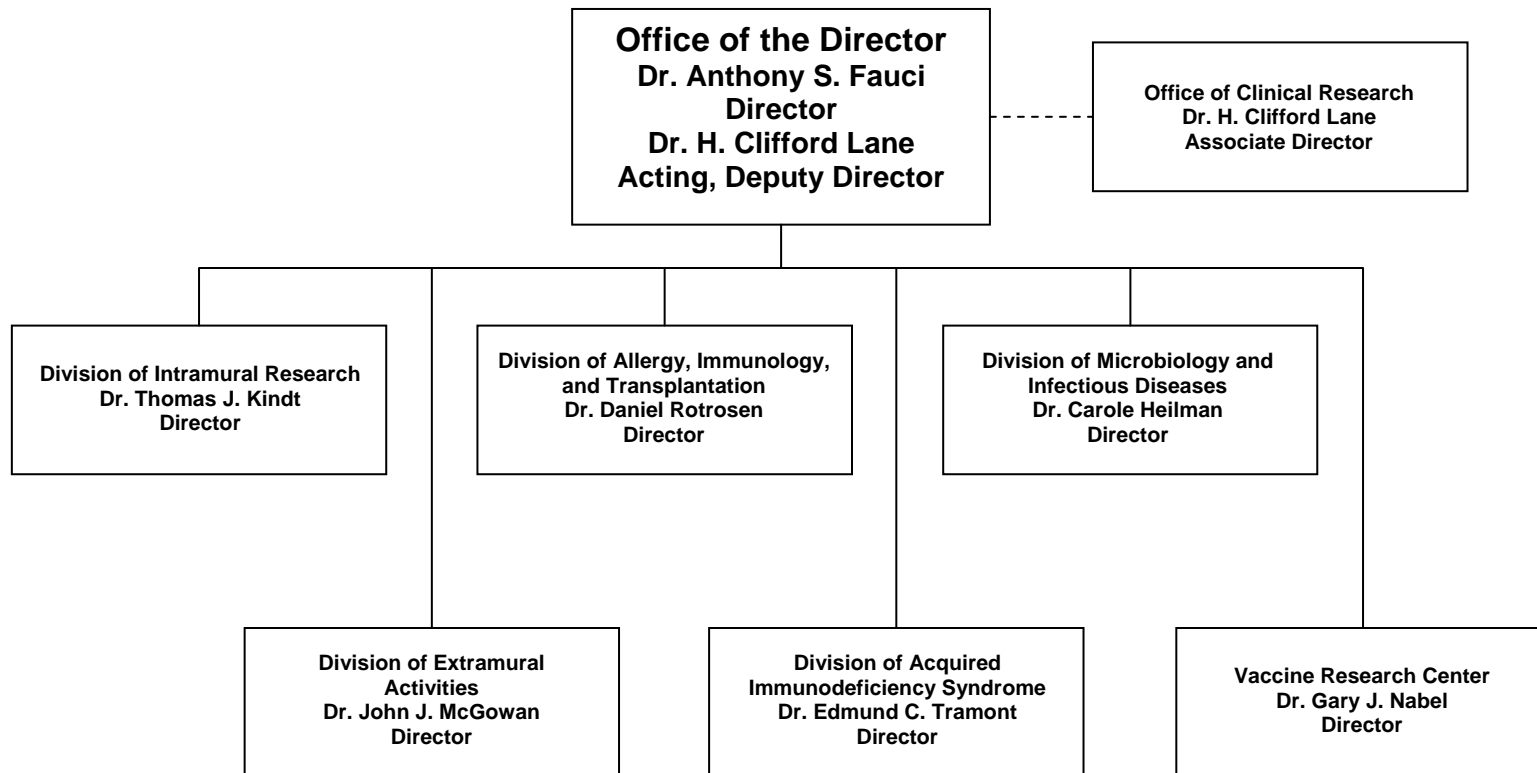 Office of the Director
Dr. Anthony S. Fauci
Director
Dr. H. Clifford Lane
Acting, Deputy Director
Office of Clinical Research
Dr. H. Clifford Lane
Associate Director
Division of Intramural Research
Dr. Thomas J. Kindt
Director
Division of Allergy, Immunology,
and Transplantation
Dr. Daniel Rotrosen
Director
Division of Microbiology and
Infectious Diseases
Dr. Carole Heilman
Director
Division of Extramural
Activities
Dr. John J. McGowan
Director
Division of Acquired
Immunodeficiency Syndrome
Dr. Edmund C. Tramont
Director
Vaccine Research Center
Dr. Gary J. Nabel
Director